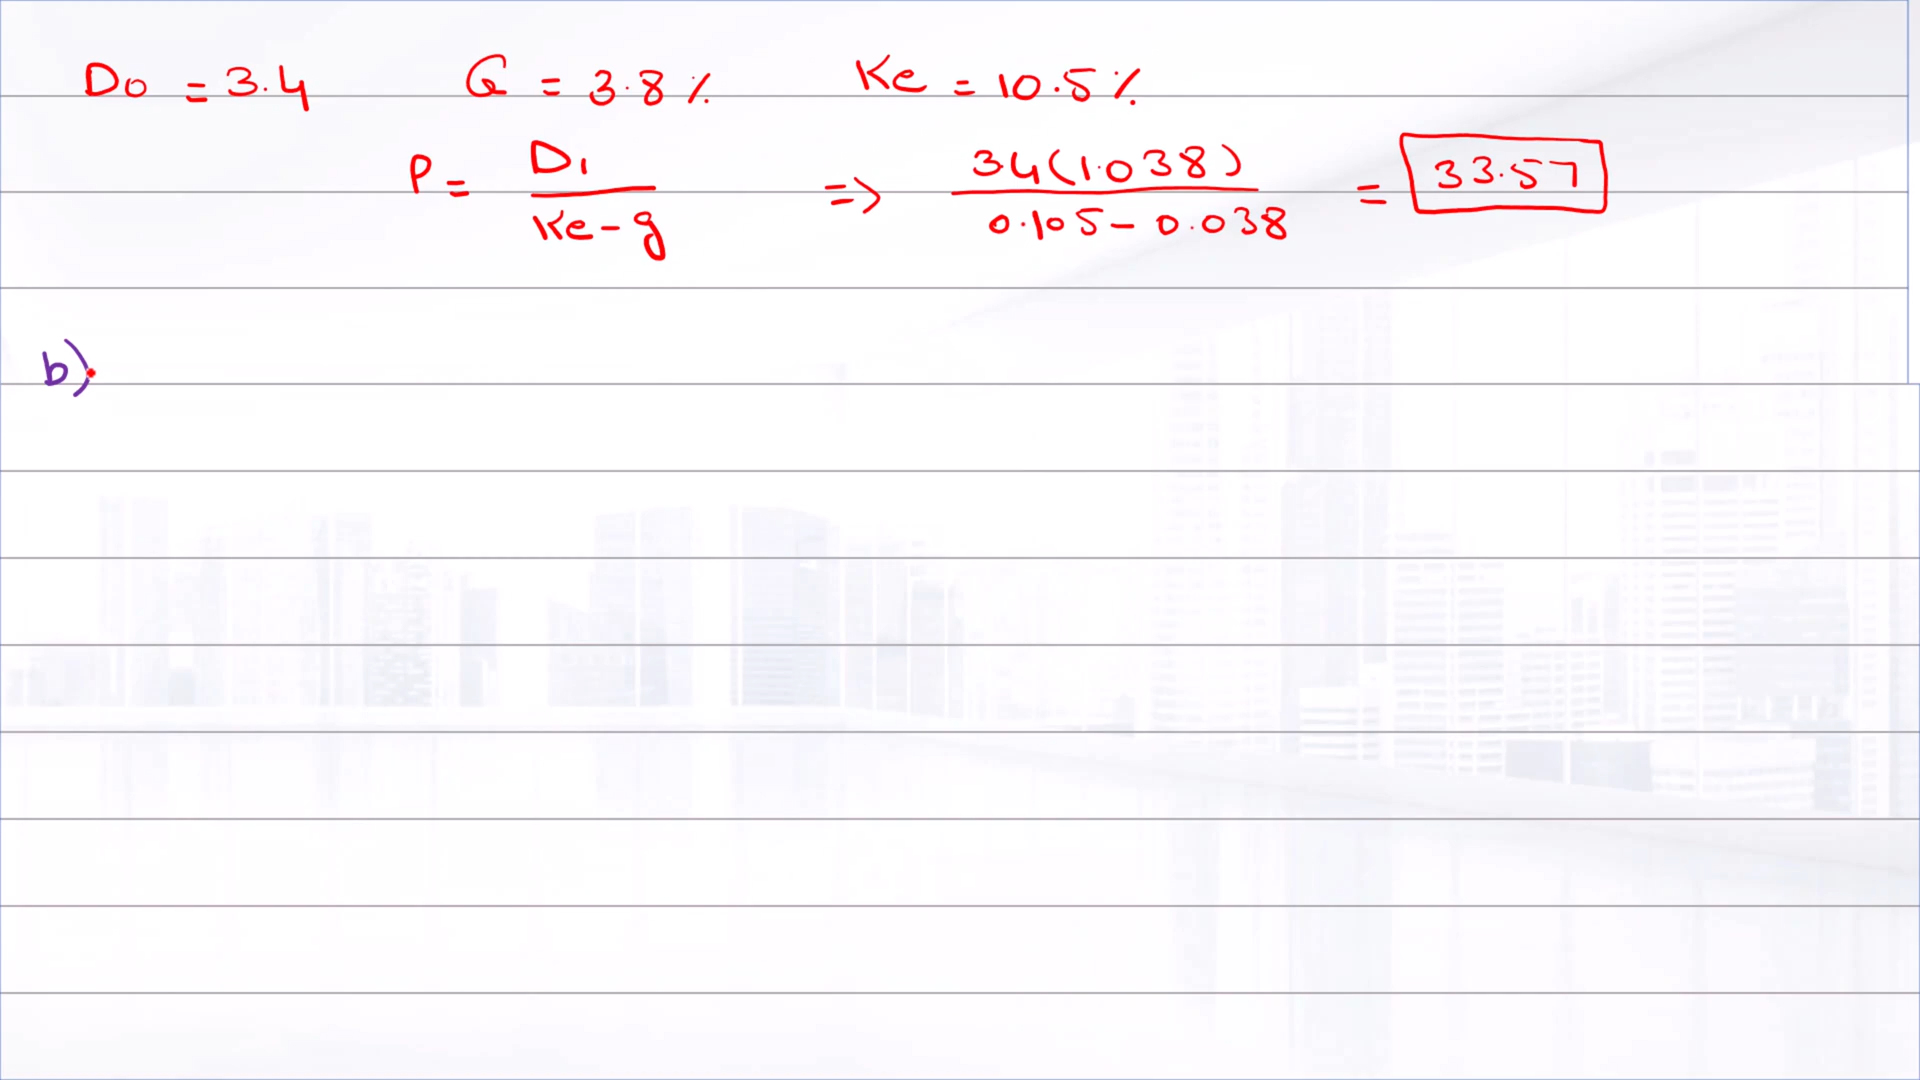 Do = 3.4 G = 3.8% Ke = 10.5%
P = D1 / Ke - g => 34(1.038) / 0.105 - 0.038 = 33.57
b)